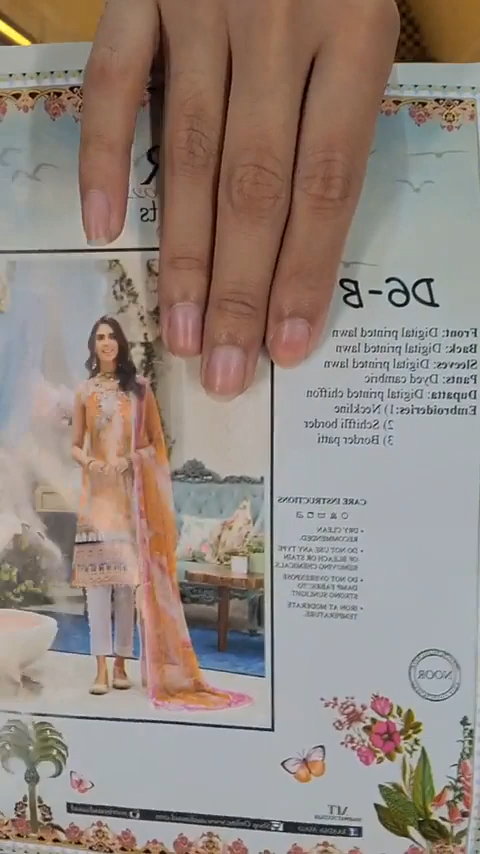 D6-B
Front: Digital printed lawn
Back: Digital printed lawn
Sleeves: Digital printed lawn
Pants: Dyed cambric
Dupatta: Digital printed chiffon
Embroideries: 1) Neckline
2) Schiffli border
3) Border patti
CARE INSTRUCTIONS
• DRY CLEAN
RECOMMENDED.
• DO NOT USE ANY TYPE
OF BLEACH OR STAIN
REMOVING CHEMICALS.
• DO NOT OVEREXPOSE
DAMP FABRIC TO
STRONG SUNLIGHT
• IRON AT MODERATE
TEMPERATURE.
NOOR